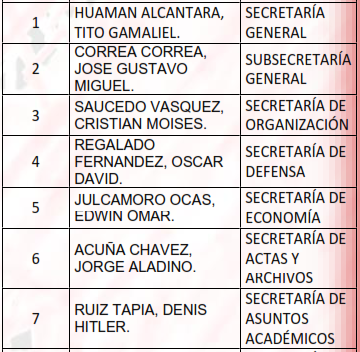 1 HUAMAN ALCANTARA, TITO GAMALIEL. SECRETARÍA GENERAL
2 CORREA CORREA, JOSE GUSTAVO MIGUEL. SUBSECRETARÍA GENERAL
3 SAUCEDO VASQUEZ, CRISTIAN MOISES. SECRETARÍA DE ORGANIZACIÓN
4 REGALADO FERNANDEZ, OSCAR DAVID. SECRETARÍA DE DEFENSA
5 JULCAMORO OCAS, EDWIN OMAR. SECRETARÍA DE ECONOMÍA
6 ACUÑA CHAVEZ, JORGE ALADINO. SECRETARÍA DE ACTAS Y ARCHIVOS
7 RUIZ TAPIA, DENIS HITLER. SECRETARÍA DE ASUNTOS ACADÉMICOS